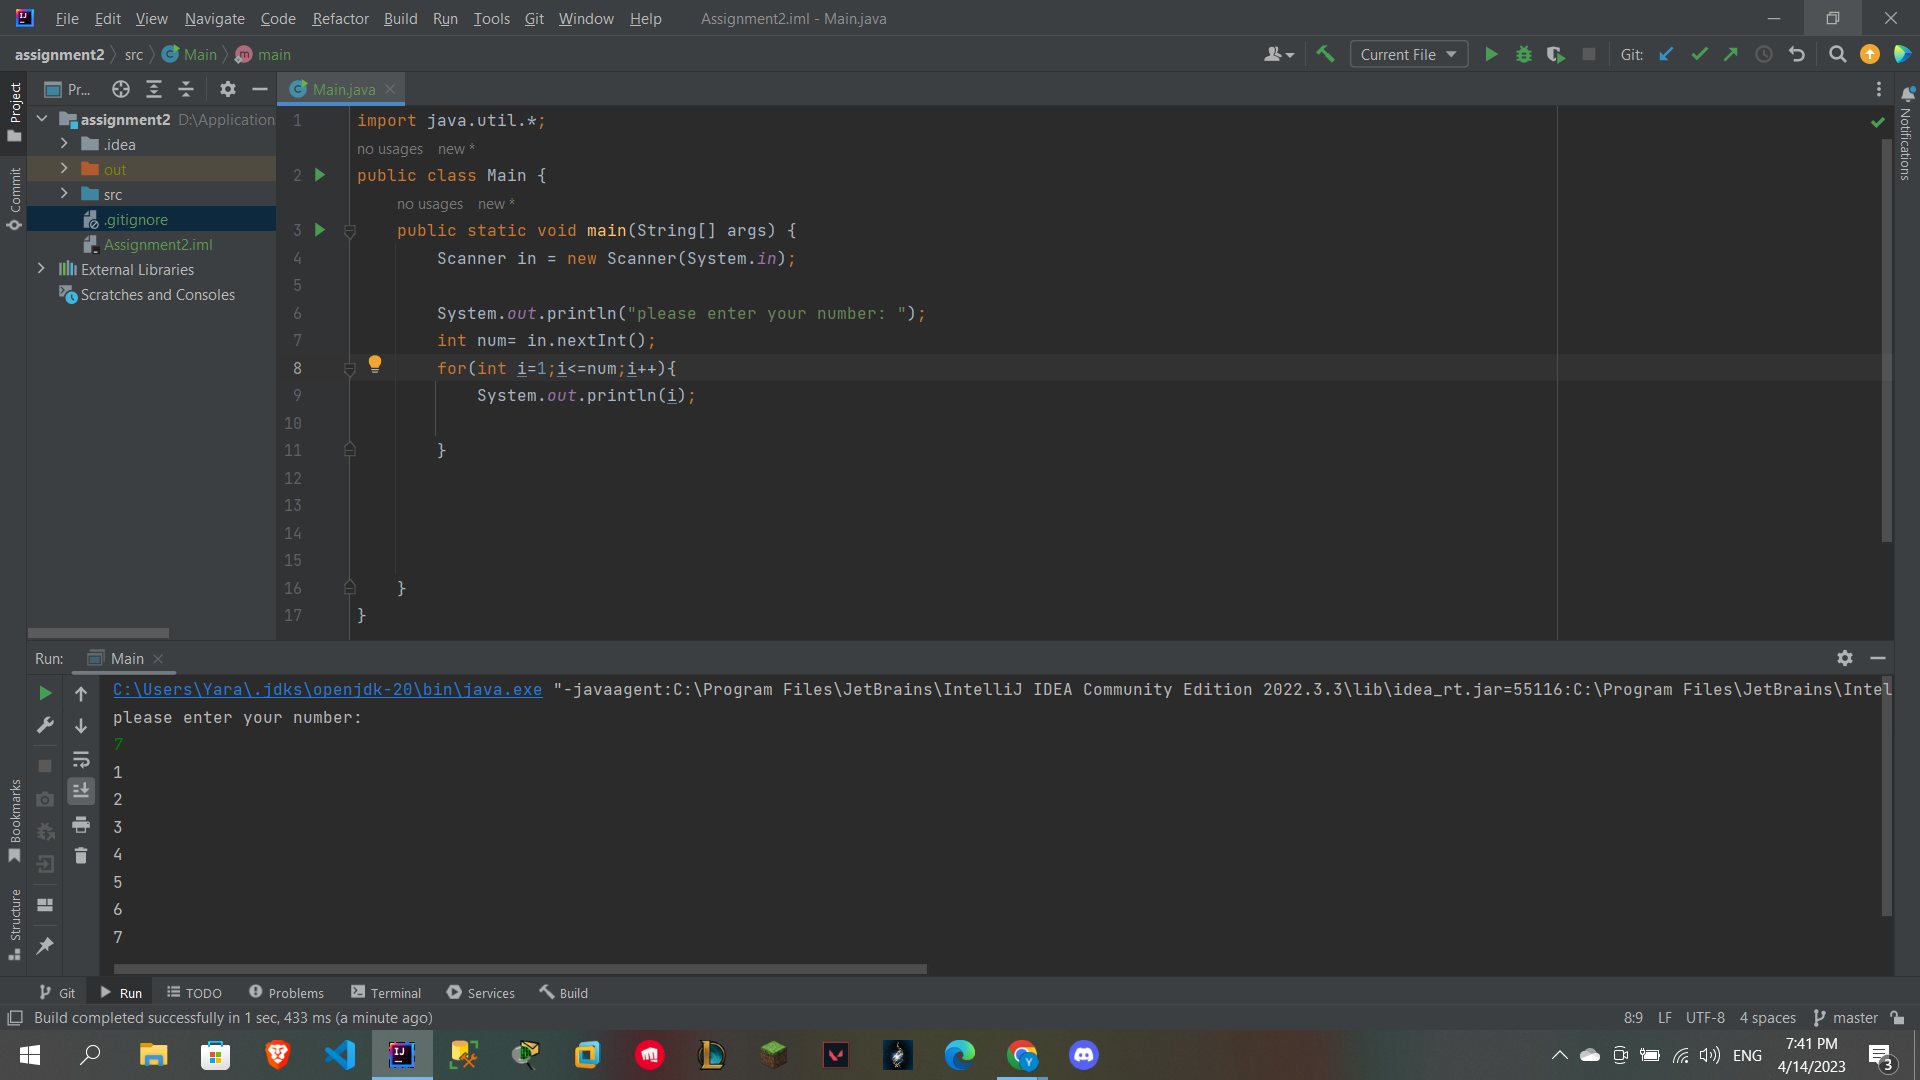 File Edit View Navigate Code Refactor Build Run Tools Git Window Help Assignment2.iml - Main.java
assignment2 src Main main Current File Git:
Project
Pr...
Main.java
assignment2 D:\Application
.idea
out
src
.gitignore
Assignment2.iml
External Libraries
Scratches and Consoles
Commit
Bookmarks
Structure
Notifications
1 import java.util.*;
no usages new *
2 public class Main {
no usages new *
3 public static void main(String[] args) {
4 Scanner in = new Scanner(System.in);
5
6 System.out.println("please enter your number: ");
7 int num= in.nextInt();
8 for(int i=1;i<=num;i++){
9 System.out.println(i);
10
11 }
12
13
14
15
16 }
17 }
Run: Main
C:\Users\Yara\.jdks\openjdk-20\bin\java.exe "-javaagent:C:\Program Files\JetBrains\IntelliJ IDEA Community Edition 2022.3.3\lib\idea_rt.jar=55116:C:\Program Files\JetBrains\Intel
please enter your number:
7
1
2
3
4
5
6
7
Git Run TODO Problems Terminal Services Build
Build completed successfully in 1 sec, 433 ms (a minute ago) 8:9 LF UTF-8 4 spaces master
ENG 7:41 PM
4/14/2023 3